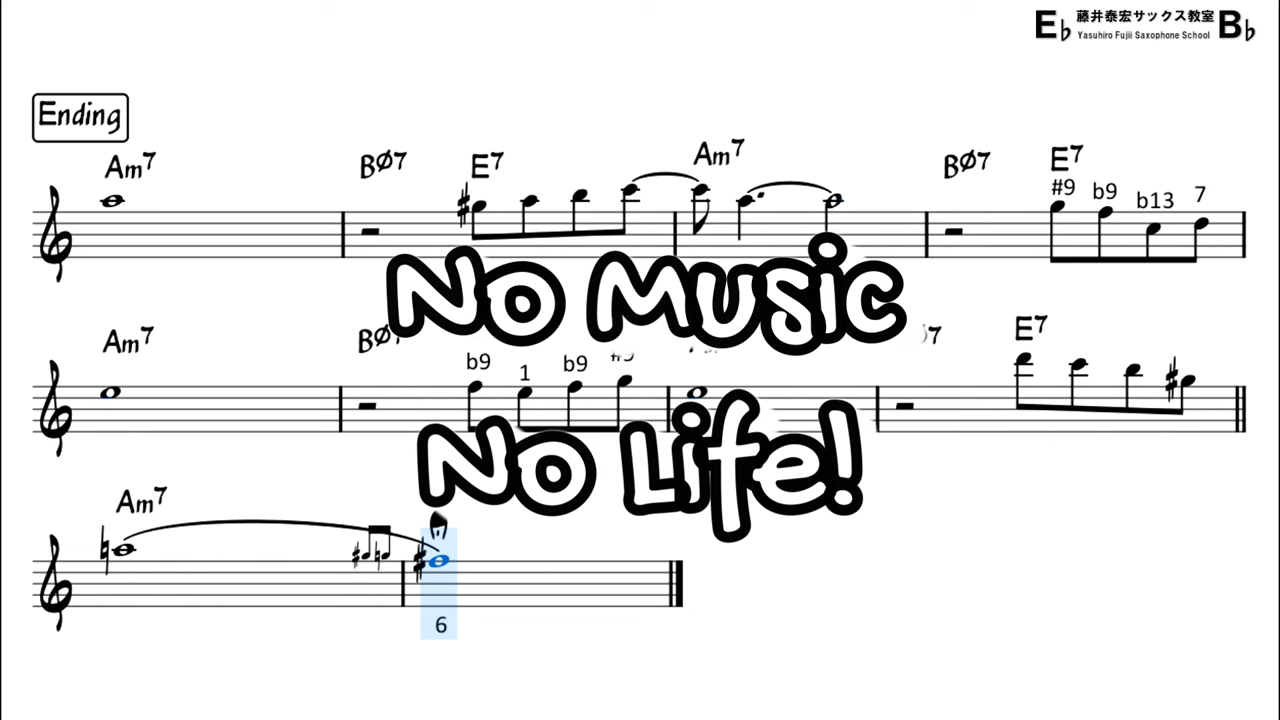 E♭ 藤井泰宏サックス教室 B♭
Yasuhiro Fujii Saxophone School
Ending
Am7 BØ7 E7 Am7 BØ7 E7
#9 b9 b13 7
No Music
Am7 E7
b9 1 b9 #9
No Life!
Am7
6